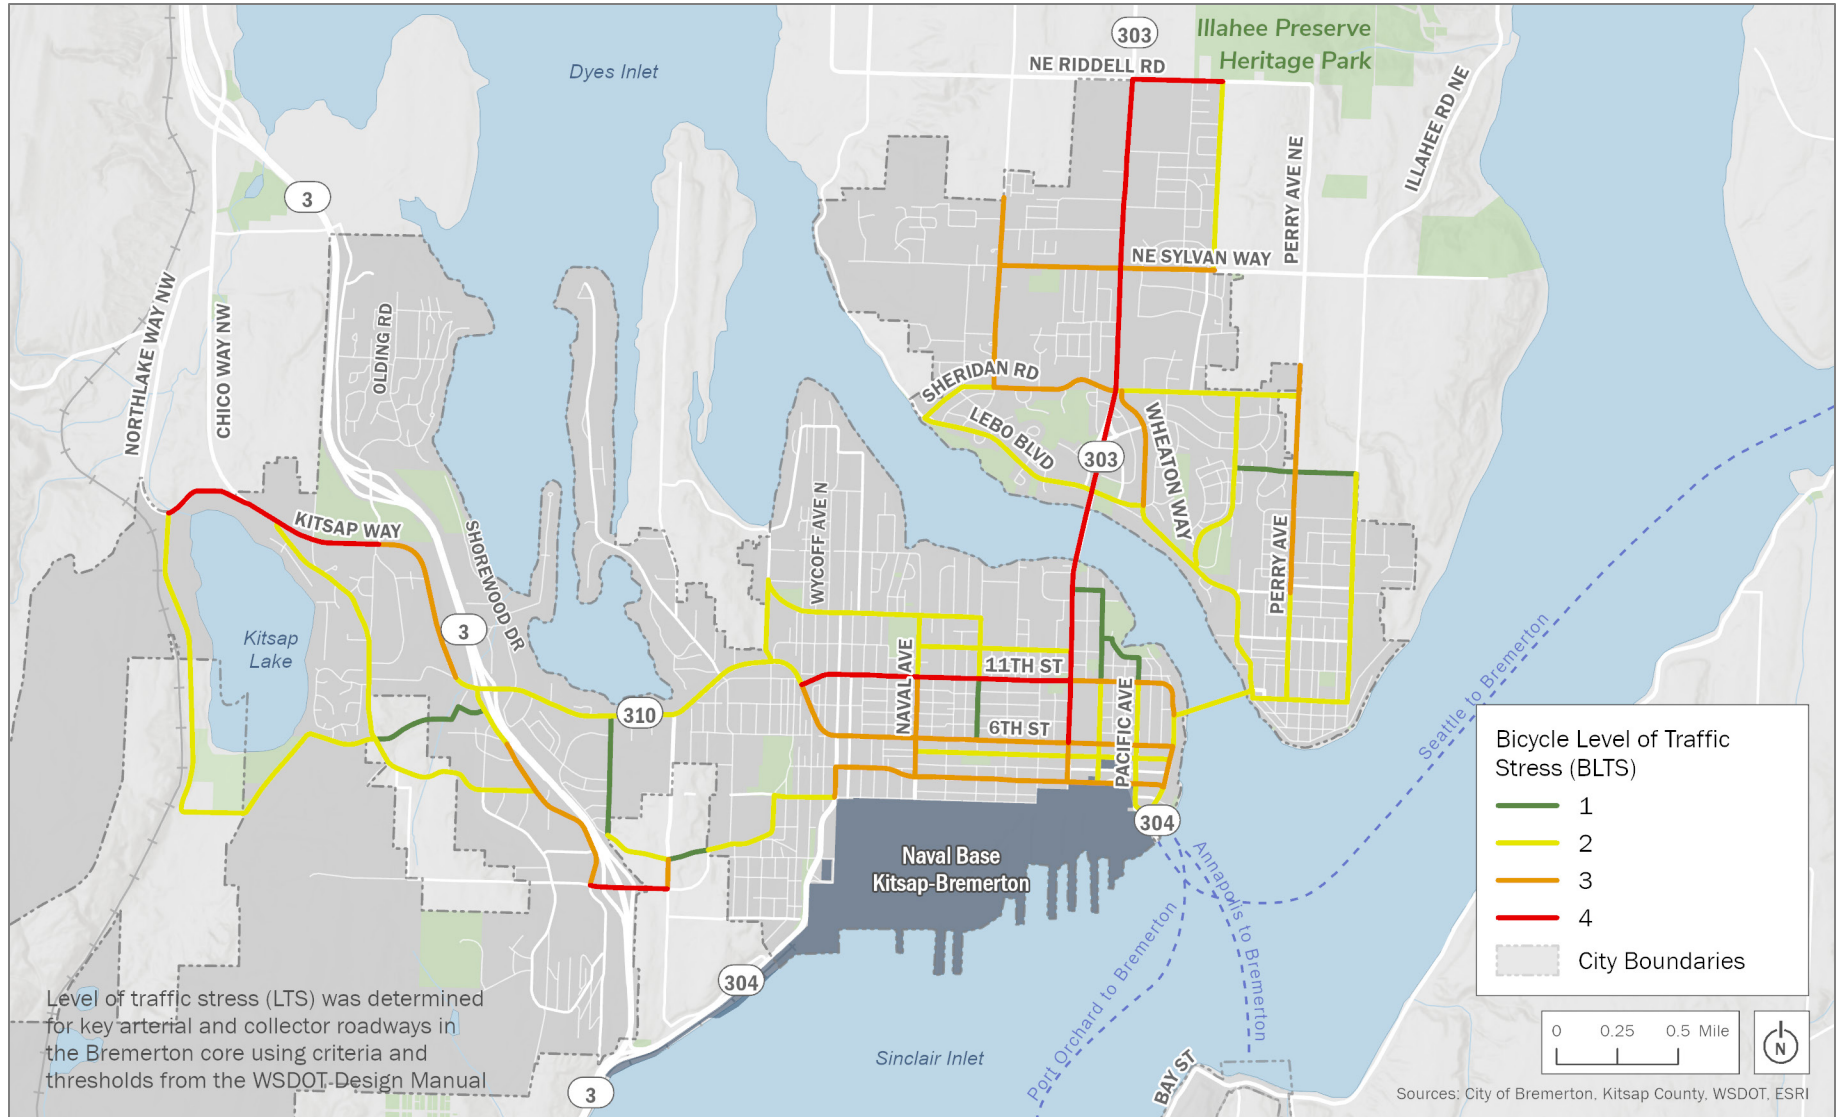 303
Illahee Preserve
Heritage Park
NE RIDDELL RD
Dyes Inlet
ILLAHEE RD NE
PERRY AVE NE
3
NE SYLVAN WAY
NORTHLAKE WAY NW
CHICO WAY NW
OLDING RD
SHERIDAN RD
LEBO BLVD
WHEATON WAY
303
KITSAP WAY
SHOREWOOD DR
WYCOFF AVE N
PERRY AVE
3
Kitsap
Lake
NAVAL AVE
11TH ST
PACIFIC AVE
6TH ST
310
304
Seattle to Bremerton
Naval Base
Kitsap-Bremerton
Annapolis to Bremerton
Port Orchard to Bremerton
304
Sinclair Inlet
3
BAY ST
Bicycle Level of Traffic
Stress (BLTS)
1
2
3
4
City Boundaries
0 0.25 0.5 Mile
N
Level of traffic stress (LTS) was determined
for key arterial and collector roadways in
the Bremerton core using criteria and
thresholds from the WSDOT Design Manual
Sources: City of Bremerton, Kitsap County, WSDOT, ESRI